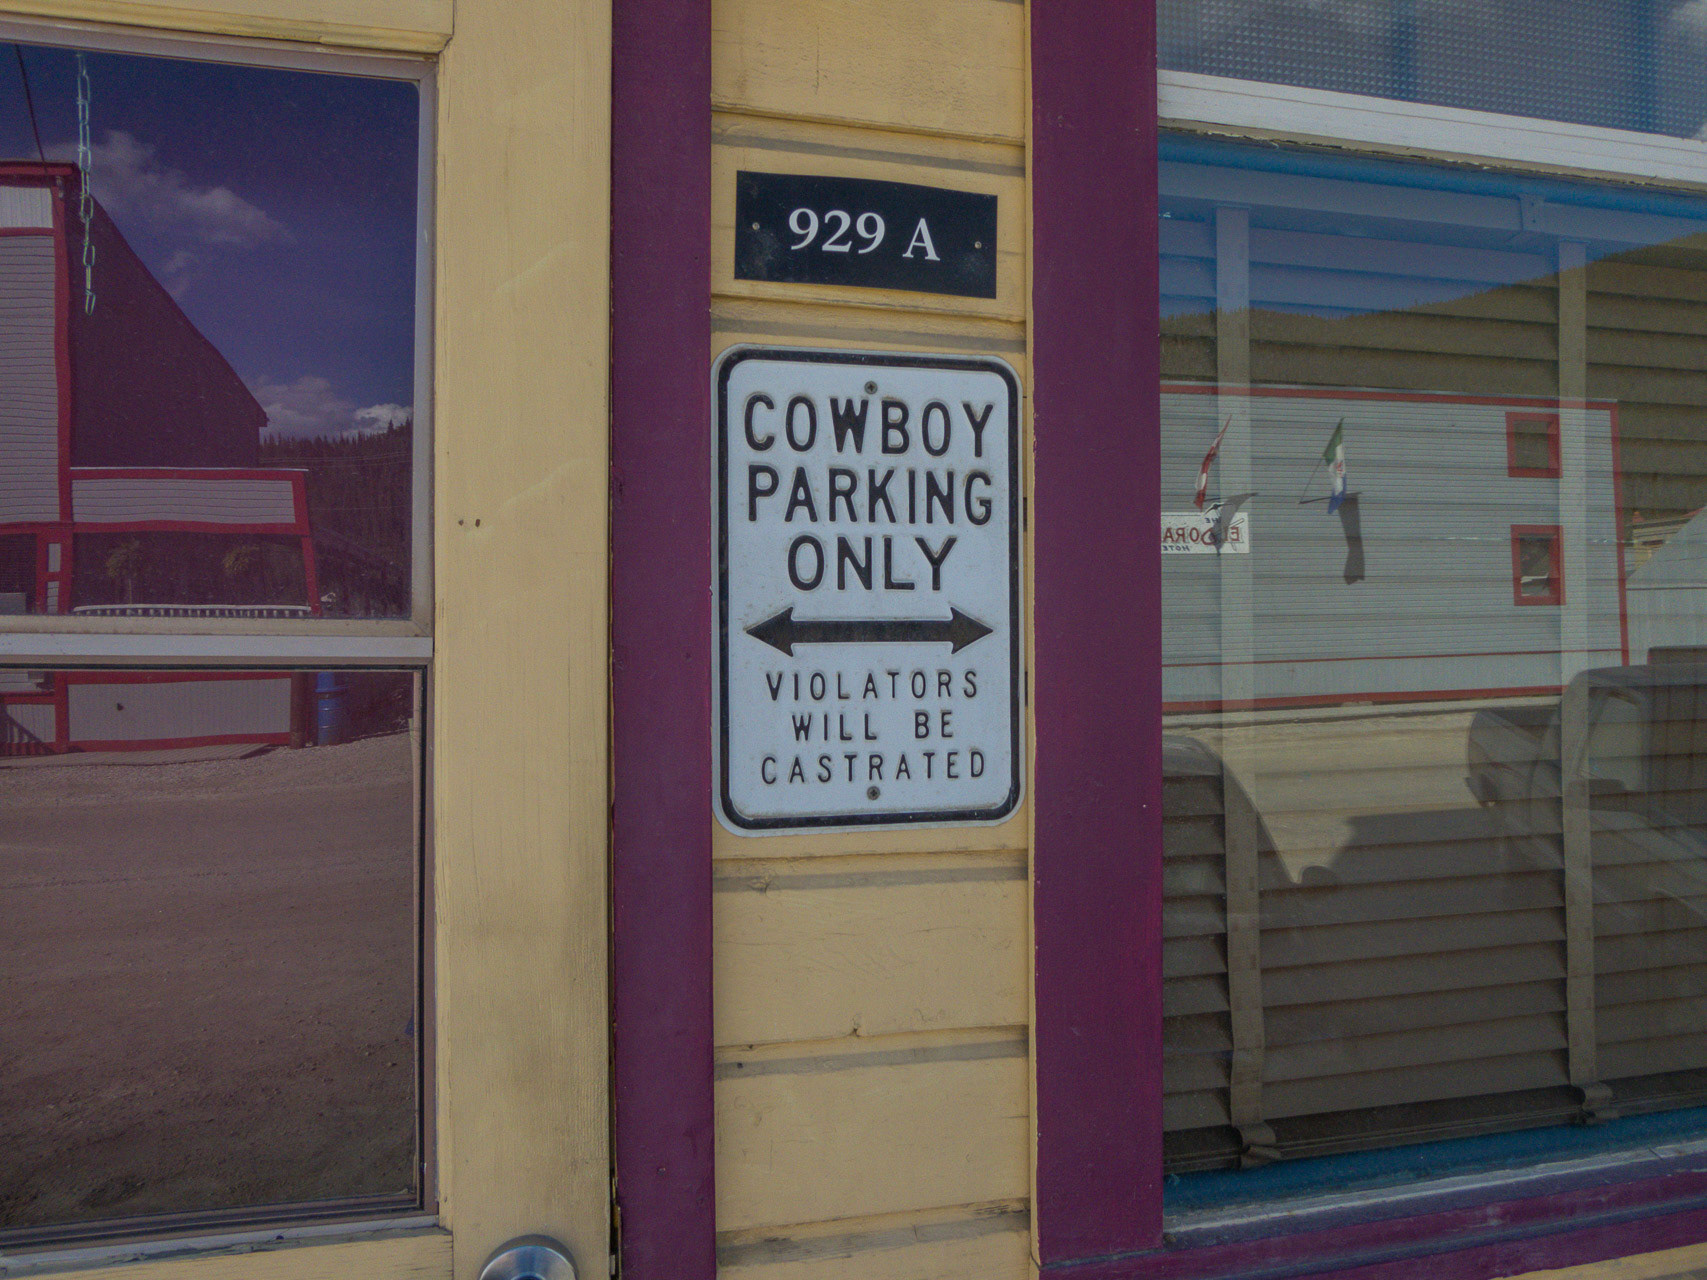 929 A
COWBOY
PARKING
ONLY
VIOLATORS
WILL BE
CASTRATED